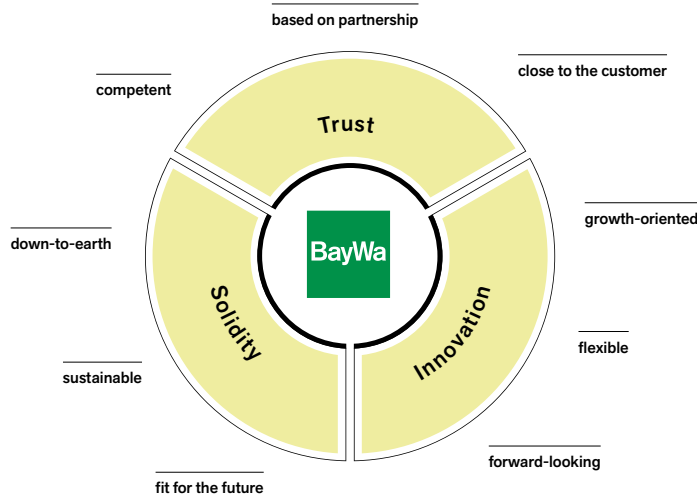 based on partnership
close to the customer
competent
Trust
growth-oriented
down-to-earth
BayWa
Solidity
Innovation
flexible
sustainable
forward-looking
fit for the future